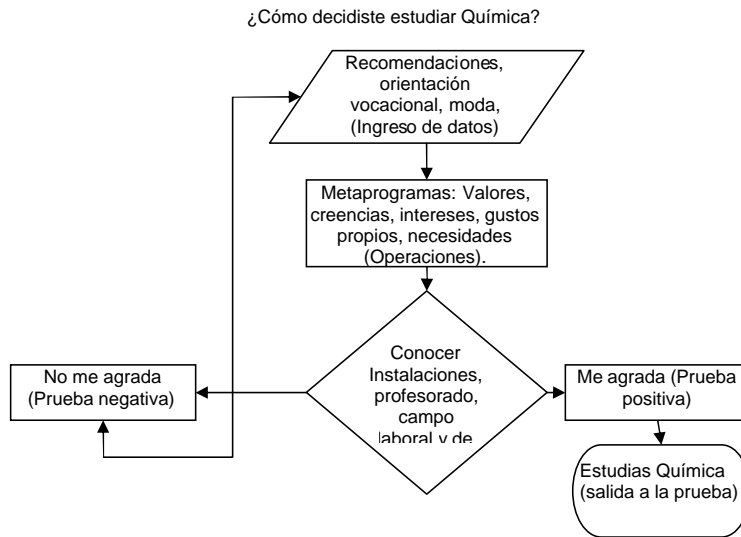 ¿Cómo decidiste estudiar Química?
Recomendaciones,
orientación
vocacional, moda,
(Ingreso de datos)
Metaprogramas: Valores,
creencias, intereses, gustos
propios, necesidades
(Operaciones).
Conocer
Instalaciones,
profesorado,
campo
laboral y de
No me agrada
(Prueba negativa)
Me agrada (Prueba
positiva)
Estudias Química
(salida a la prueba)